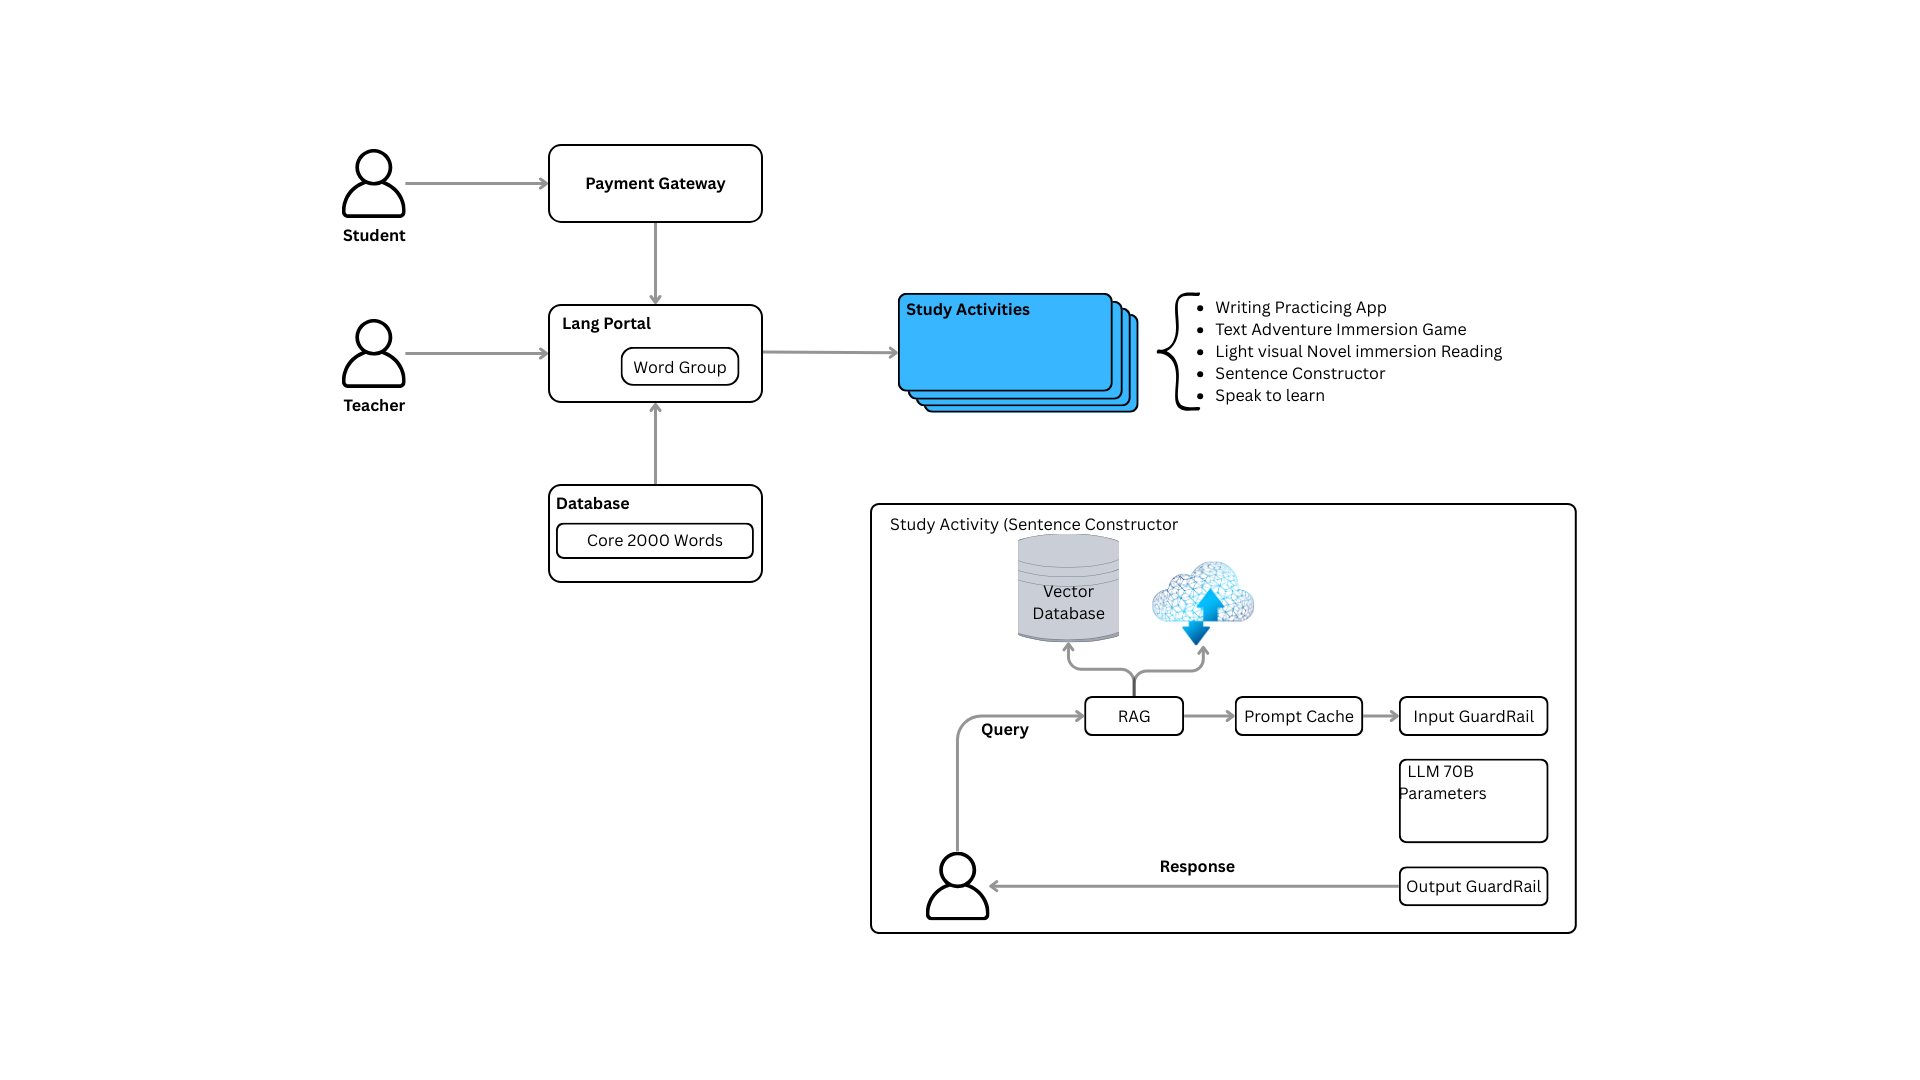 Payment Gateway
Student
Lang Portal
Word Group
Teacher
Study Activities
Writing Practicing App
Text Adventure Immersion Game
Light visual Novel immersion Reading
Sentence Constructor
Speak to learn
Database
Core 2000 Words
Study Activity (Sentence Constructor
Vector
Database
Query
RAG
Prompt Cache
Input GuardRail
LLM 70B
Parameters
Response
Output GuardRail